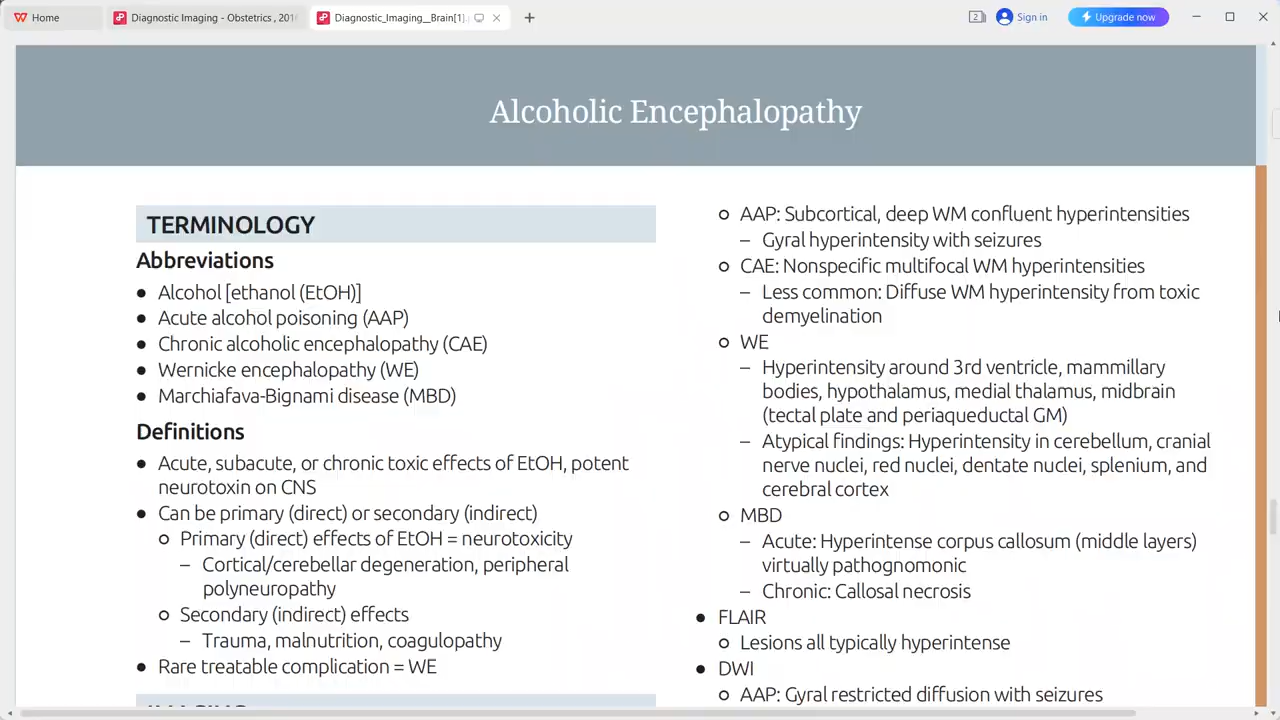 Home
Diagnostic Imaging - Obstetrics , 201
Diagnostic_Imaging__Brain[1].
2
Sign in
Upgrade now
Alcoholic Encephalopathy
TERMINOLOGY
Abbreviations
● Alcohol [ethanol (EtOH)]
● Acute alcohol poisoning (AAP)
● Chronic alcoholic encephalopathy (CAE)
● Wernicke encephalopathy (WE)
● Marchiafava-Bignami disease (MBD)
Definitions
● Acute, subacute, or chronic toxic effects of EtOH, potent
neurotoxin on CNS
● Can be primary (direct) or secondary (indirect)
○ Primary (direct) effects of EtOH = neurotoxicity
– Cortical/cerebellar degeneration, peripheral
polyneuropathy
○ Secondary (indirect) effects
– Trauma, malnutrition, coagulopathy
● Rare treatable complication = WE
○ AAP: Subcortical, deep WM confluent hyperintensities
– Gyral hyperintensity with seizures
○ CAE: Nonspecific multifocal WM hyperintensities
– Less common: Diffuse WM hyperintensity from toxic
demyelination
○ WE
– Hyperintensity around 3rd ventricle, mammillary
bodies, hypothalamus, medial thalamus, midbrain
(tectal plate and periaqueductal GM)
– Atypical findings: Hyperintensity in cerebellum, cranial
nerve nuclei, red nuclei, dentate nuclei, splenium, and
cerebral cortex
○ MBD
– Acute: Hyperintense corpus callosum (middle layers)
virtually pathognomonic
– Chronic: Callosal necrosis
● FLAIR
○ Lesions all typically hyperintense
● DWI
○ AAP: Gyral restricted diffusion with seizures